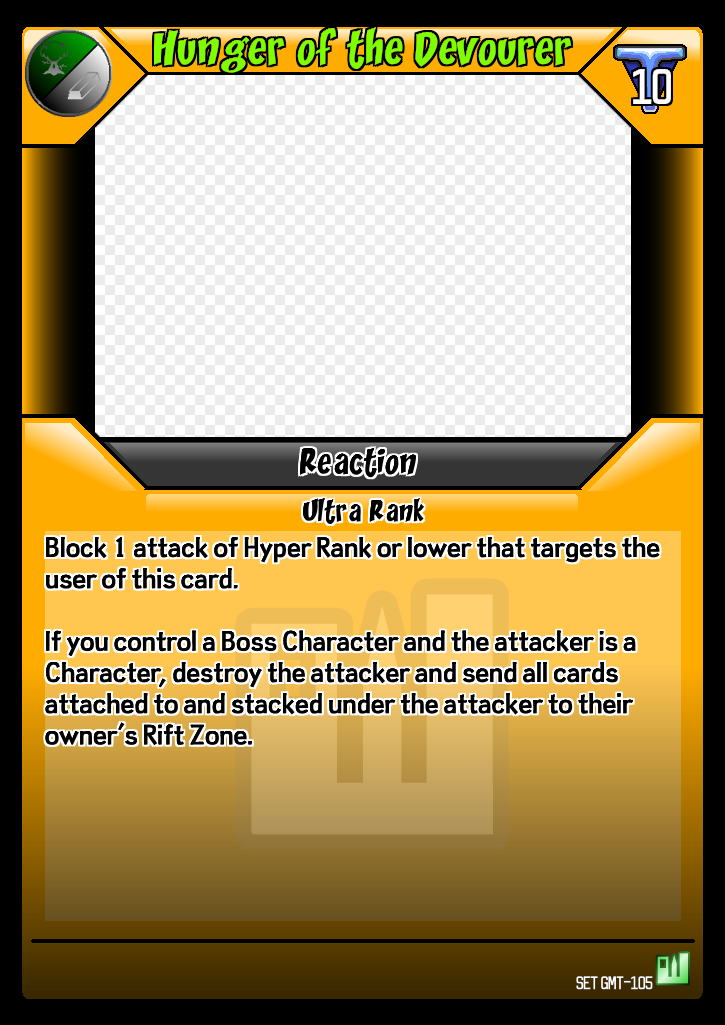 Hunger of the Devourer
10
Reaction
Ultra Rank
Block 1 attack of Hyper Rank or lower that targets the
user of this card.
If you control a Boss Character and the attacker is a
Character, destroy the attacker and send all cards
attached to and stacked under the attacker to their
owner's Rift Zone.
SET GMT-105